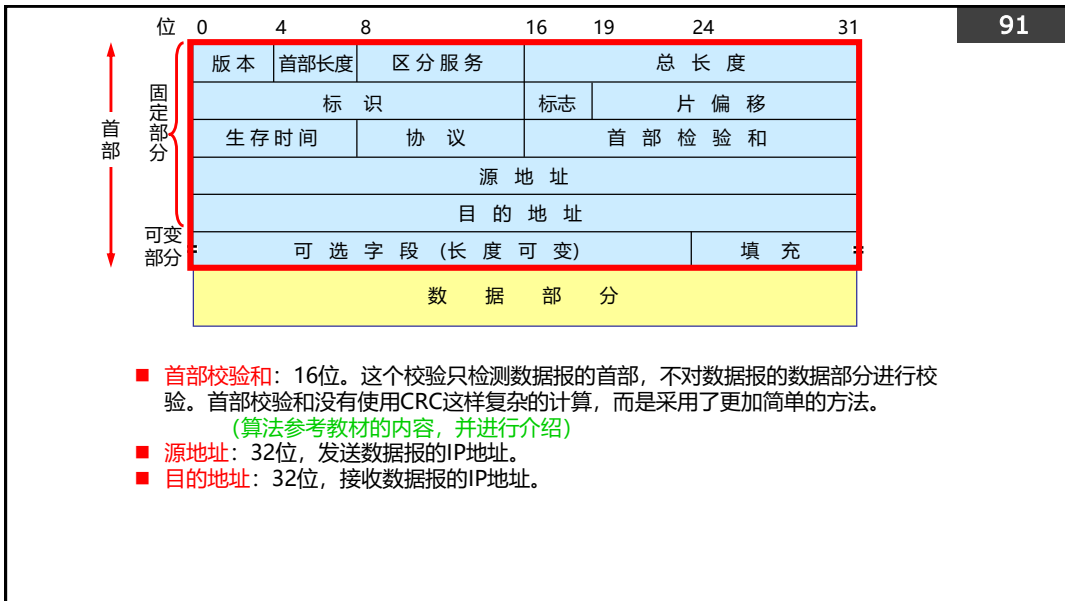 91
位 0 4 8 16 19 24 31
版本 首部长度 区分服务 总长度
标识 标志 片偏移
生存时间 协议 首部检验和
源地址
目的地址
可选字段 (长度可变) 填充
数据部分
首部
固定部分
可变
部分
■ 首部校验和：16位。这个校验只检测数据报的首部，不对数据报的数据部分进行校
验。首部校验和没有使用CRC这样复杂的计算，而是采用了更加简单的方法。
（算法参考教材的内容，并进行介绍）
■ 源地址：32位，发送数据报的IP地址。
■ 目的地址：32位，接收数据报的IP地址。